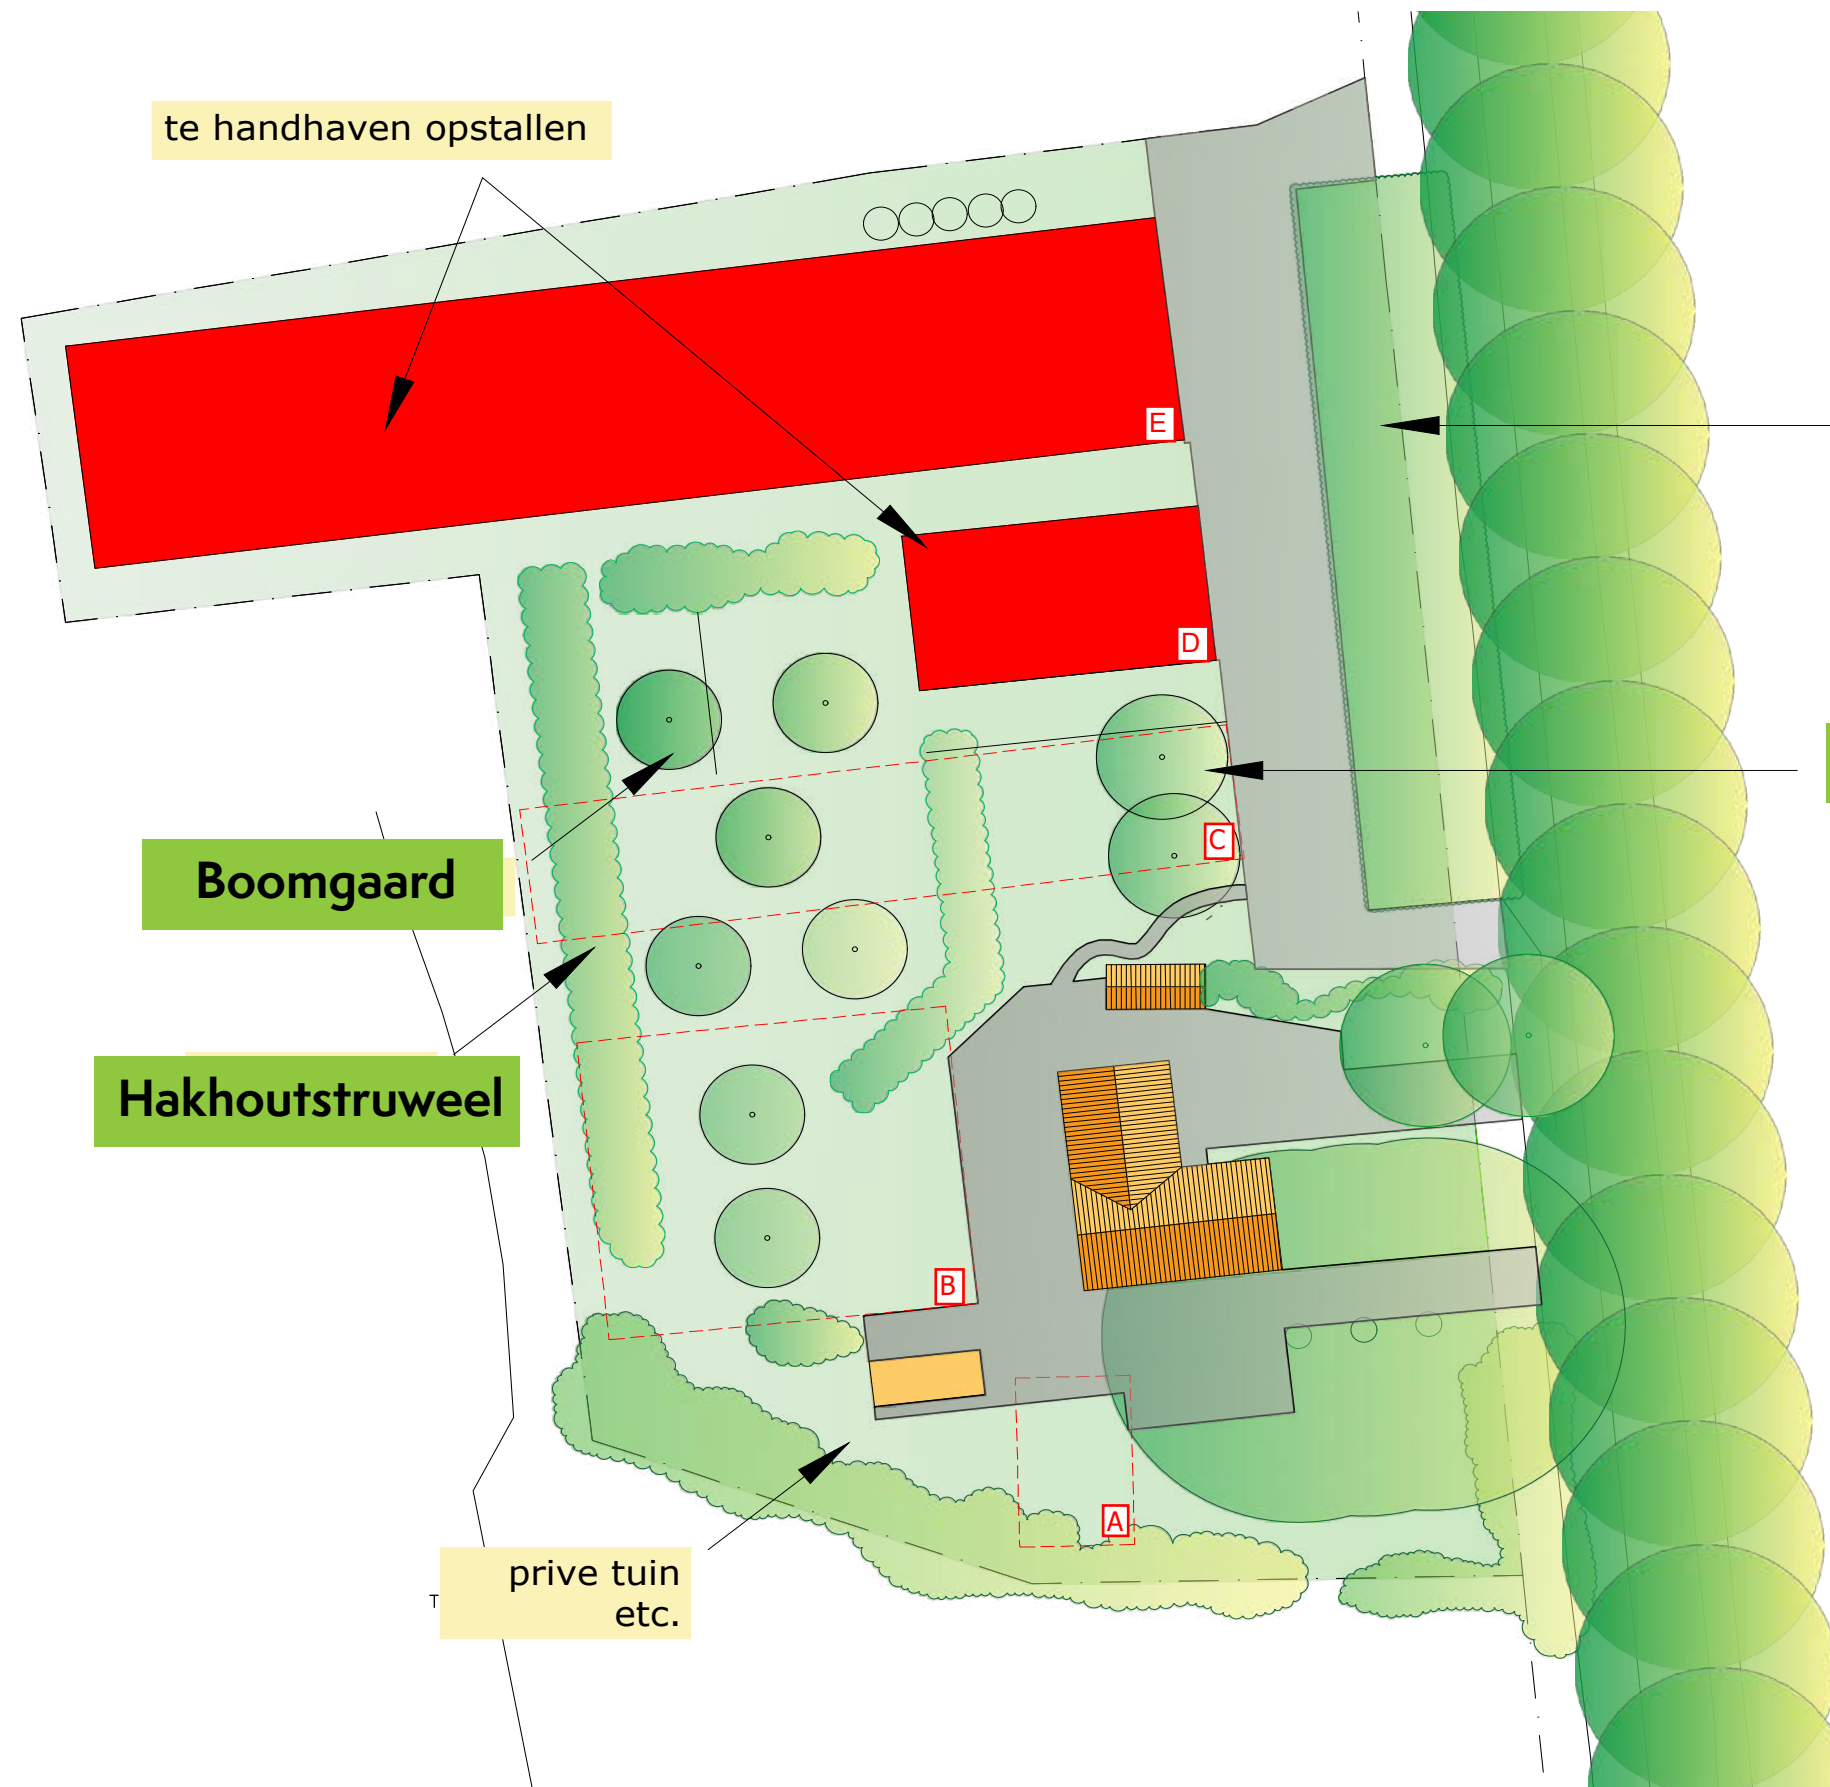 te handhaven opstallen
E
D
C
Boomgaard
Hakhoutstruweel
B
A
prive tuin
etc.
T